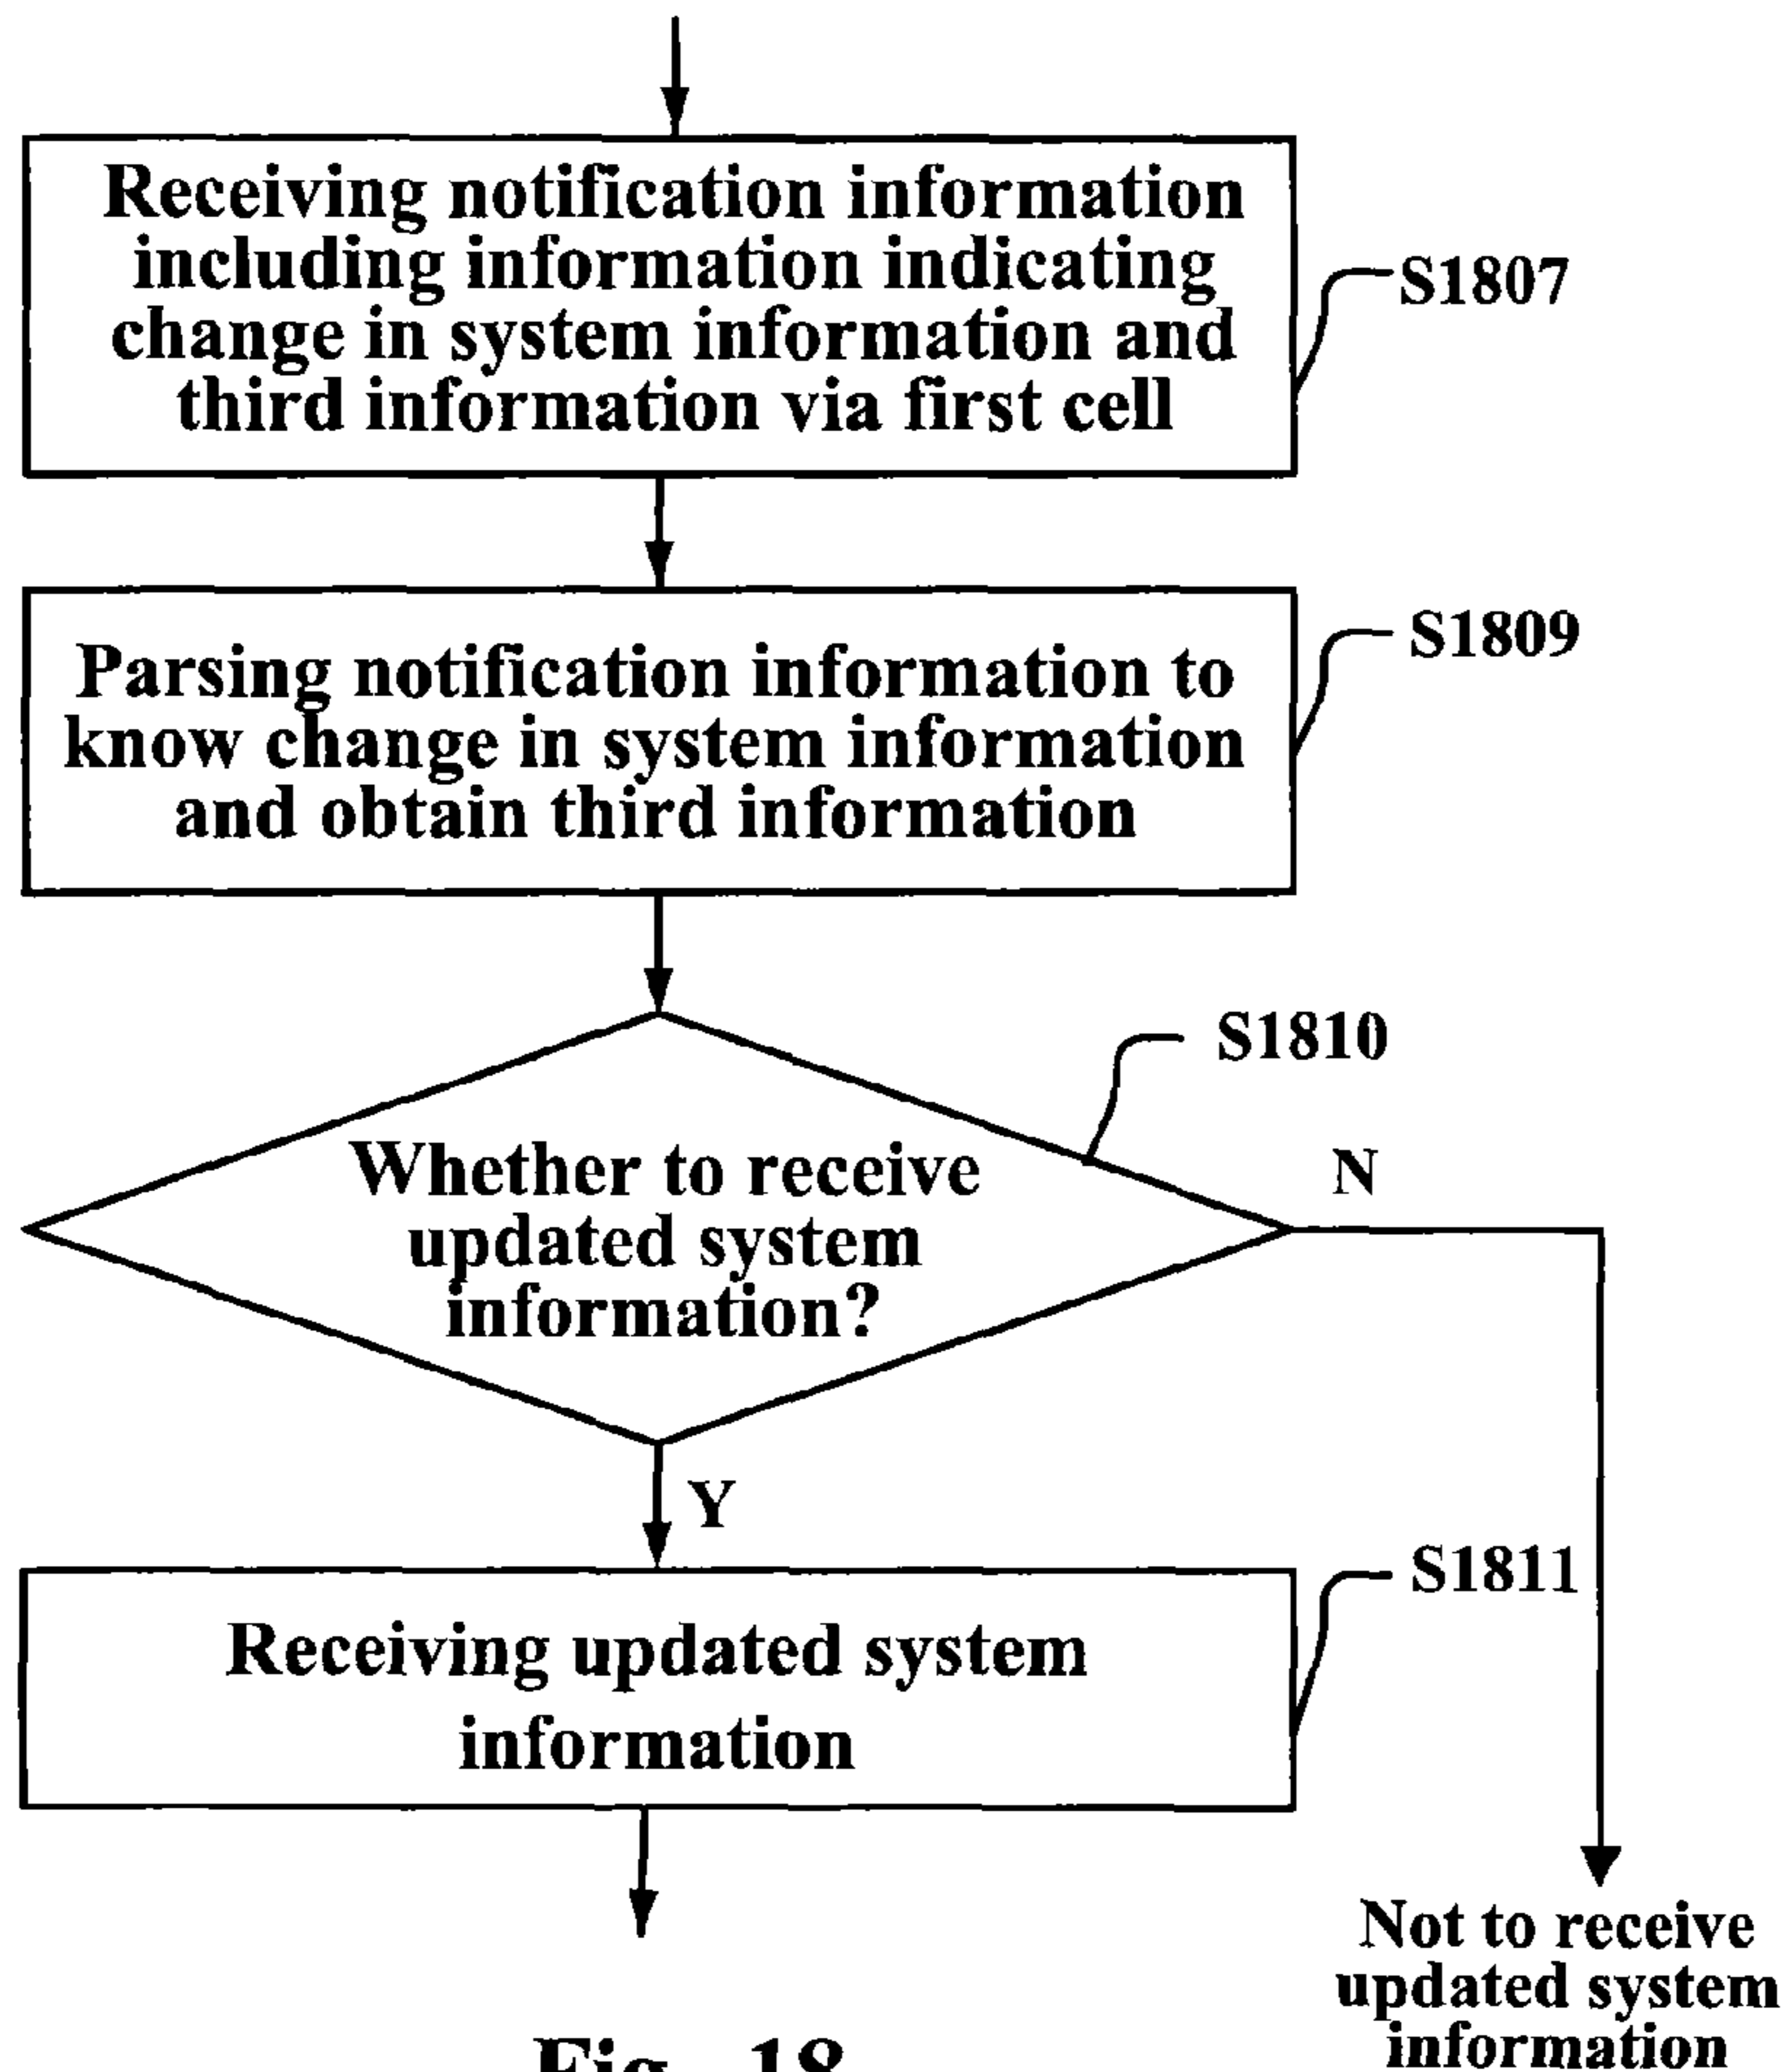 Receiving notification information
including information indicating
change in system information and
third information via first cell
S1807
Parsing notification information to
know change in system information
and obtain third information
S1809
Whether to receive
updated system
information?
S1810
N
Y
Receiving updated system
information
S1811
Not to receive
updated system
information
Fig. 18